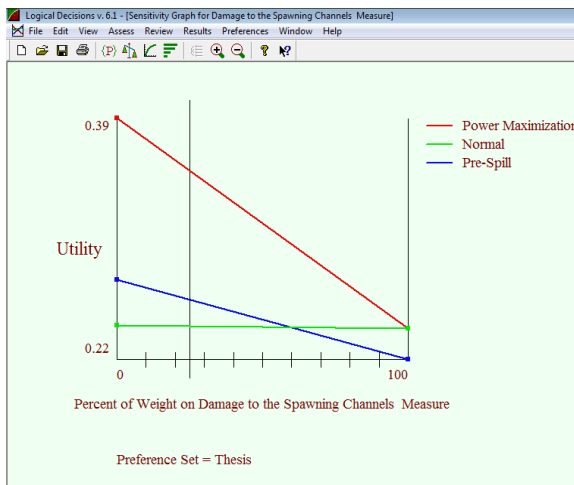 Logical Decisions v. 6.1 - [Sensitivity Graph for Damage to the Spawning Channels Measure]
File Edit View Assess Review Results Preferences Window Help
{P}
0.39
Power Maximization
Normal
Pre-Spill
Utility
0.22
0 100
Percent of Weight on Damage to the Spawning Channels Measure
Preference Set = Thesis